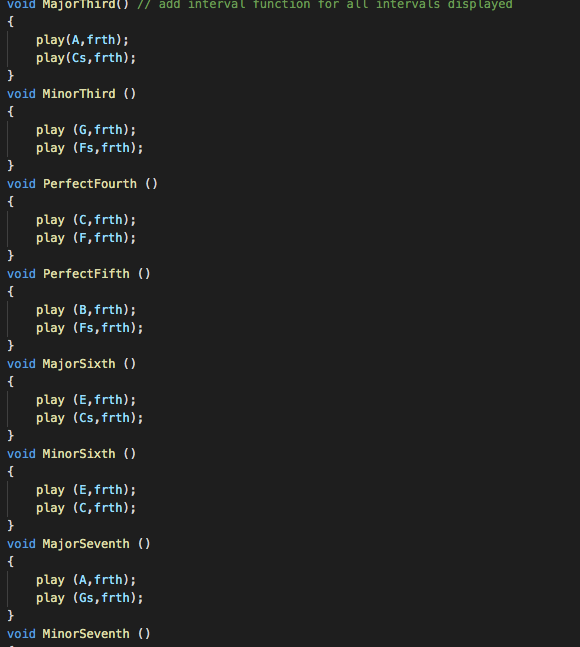 void MajorThird() // add interval function for all intervals displayed
{
play(A,frth);
play(Cs,frth);
}
void MinorThird ()
{
play (G,frth);
play (Fs,frth);
}
void PerfectFourth ()
{
play (C,frth);
play (F,frth);
}
void PerfectFifth ()
{
play (B,frth);
play (Fs,frth);
}
void MajorSixth ()
{
play (E,frth);
play (Cs,frth);
}
void MinorSixth ()
{
play (E,frth);
play (C,frth);
}
void MajorSeventh ()
{
play (A,frth);
play (Gs,frth);
}
void MinorSeventh ()